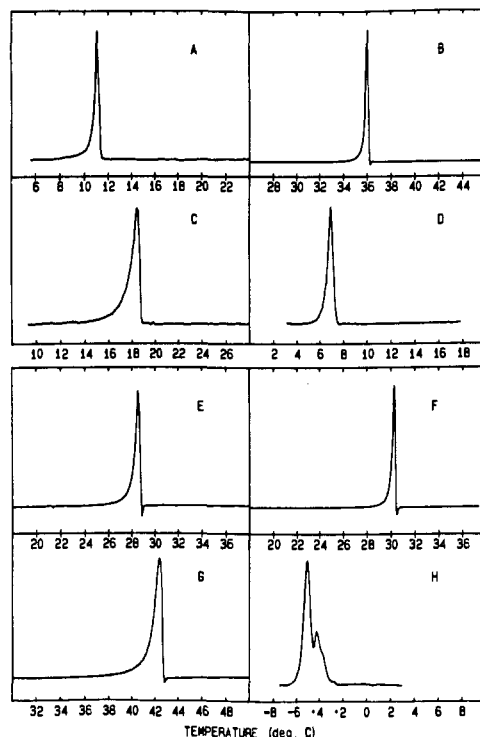 A
B
6 8 10 12 14 16 18 20 22
28 30 32 34 36 38 40 42 44
C
D
10 12 14 16 18 20 22 24 26
2 4 6 8 10 12 14 16 18
E
F
20 22 24 26 28 30 32 34 36
20 22 24 26 28 30 32 34 36
G
H
32 34 36 38 40 42 44 46 48
-8 -6 -4 -2 0 2 4 6 8
TEMPERATURE (deg. C)